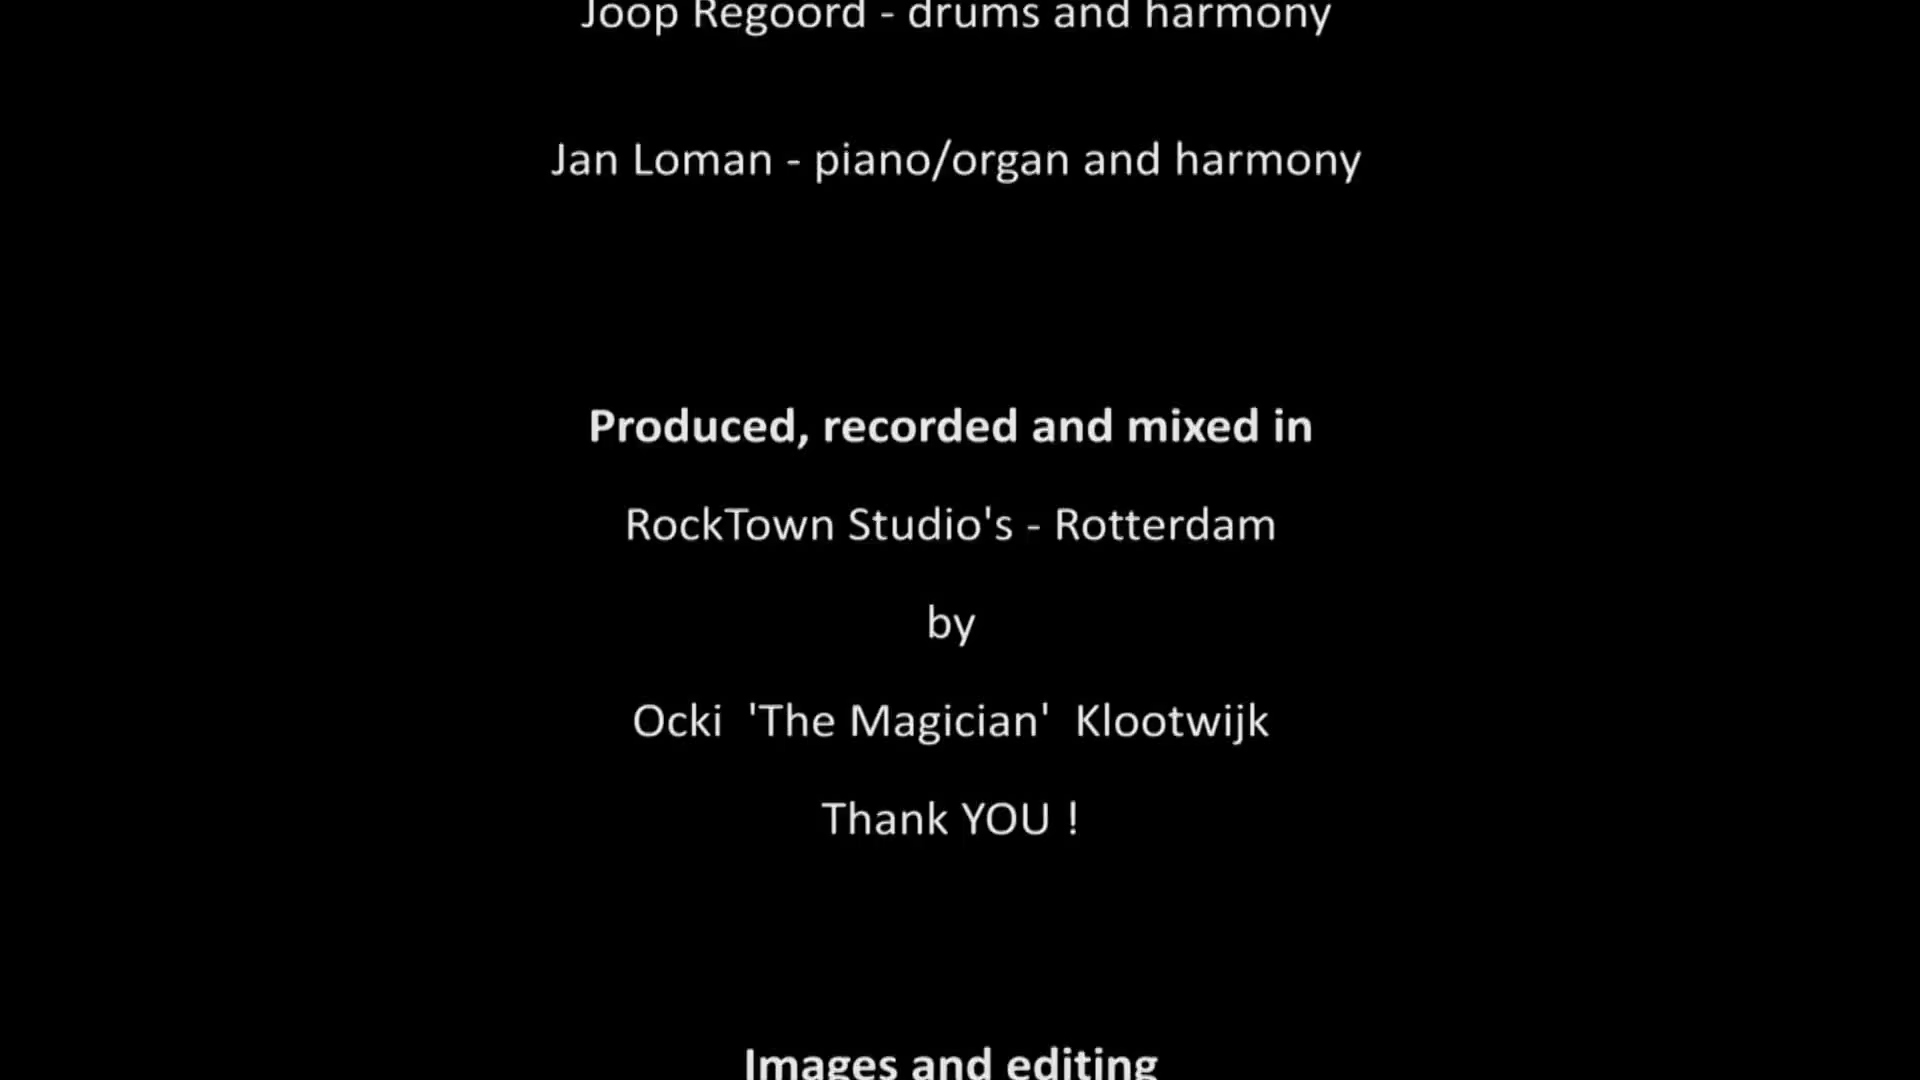 Joop Regoord - drums and harmony
Jan Loman - piano/organ and harmony
Produced, recorded and mixed in
RockTown Studio's - Rotterdam
by
Ocki 'The Magician' Klootwijk
Thank YOU !
Images and editing